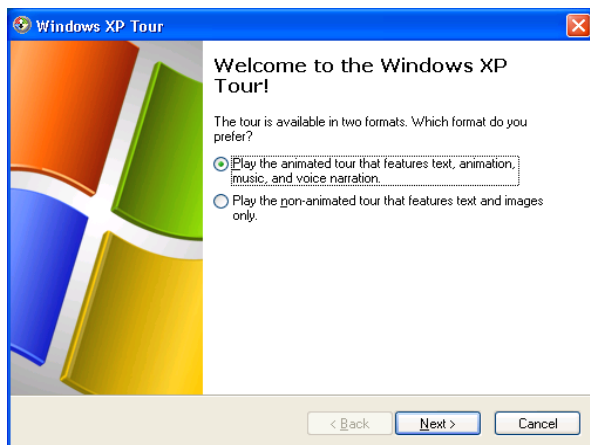 Windows XP Tour
Welcome to the Windows XP
Tour!
The tour is available in two formats. Which format do you
prefer?
Play the animated tour that features text, animation,
music, and voice narration.
Play the non-animated tour that features text and images
only.
< Back
Next >
Cancel